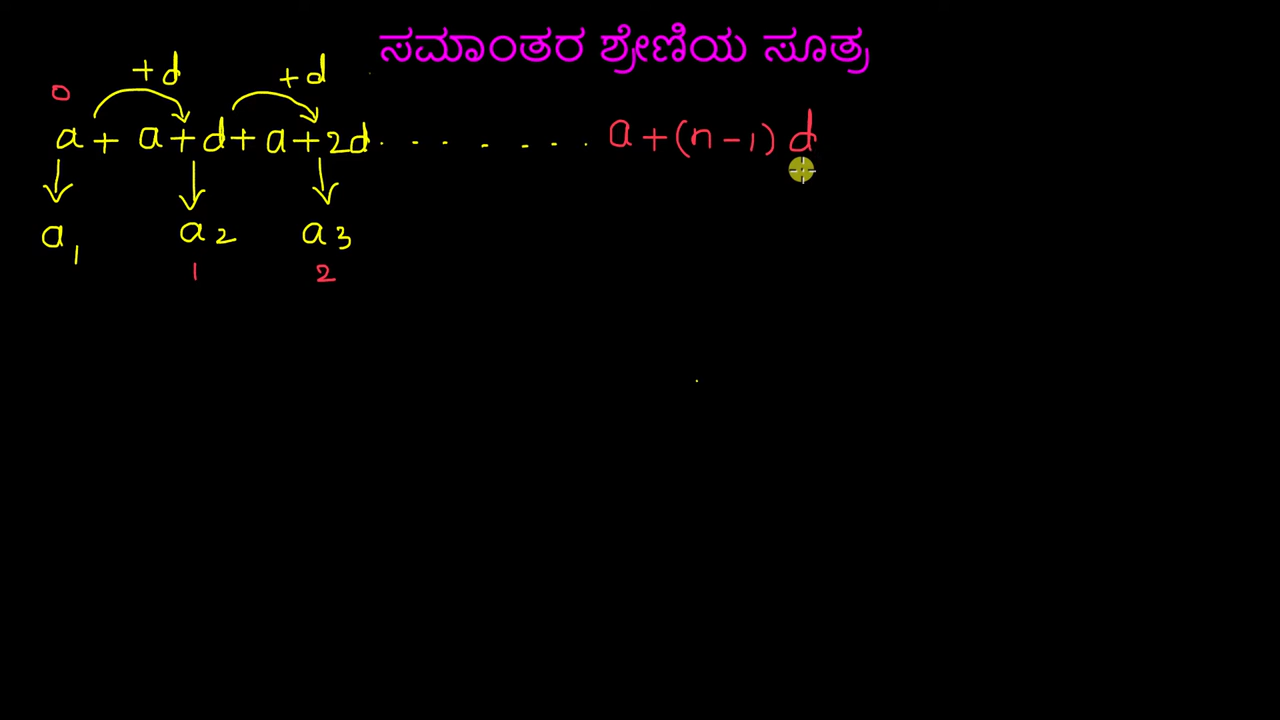 ಸಮಾಂತರ ಶ್ರೇಣಿಯ ಸೂತ್ರ
+d +d
0
a + a+d + a+2d . . . . . . . a + (n-1) d
a1 a2 a3
1 2